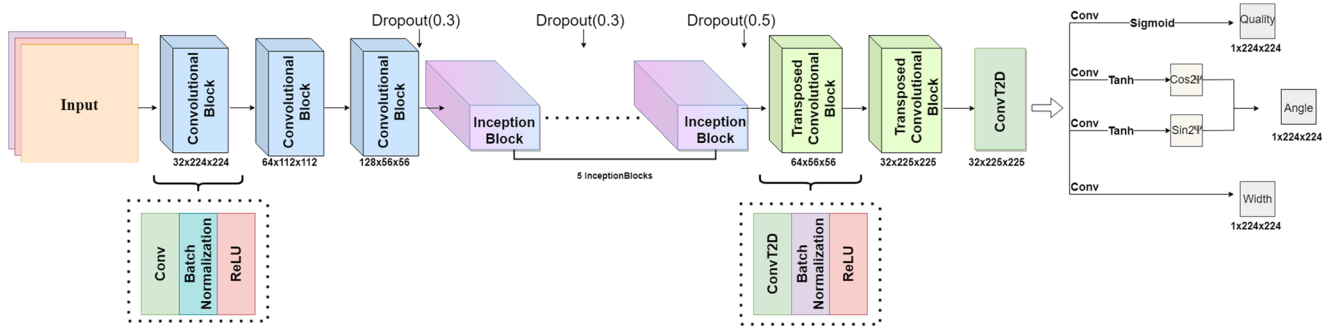 Dropout(0.3)
Dropout(0.3)
Dropout(0.5)
Input
Convolutional
Block
32x224x224
Convolutional
Block
64x112x112
Convolutional
Block
128x56x56
Inception
Block
Inception
Block
5 InceptionBlocks
Transposed
Convolutional
Block
64x56x56
Transposed
Convolutional
Block
32x225x225
ConvT2D
32x225x225
Conv
Sigmoid
Quality
1x224x224
Conv
Tanh
Cos2Ψ
Conv
Tanh
Sin2Ψ
Angle
1x224x224
Conv
Width
1x224x224
Conv
Batch
Normalization
ReLU
ConvT2D
Batch
Normalization
ReLU